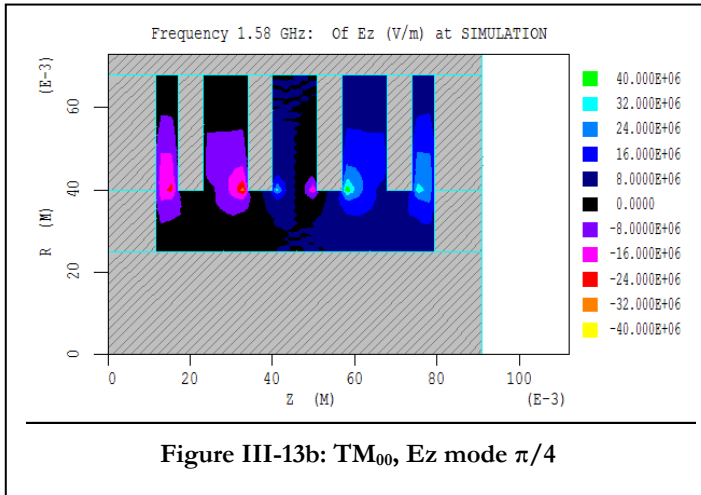 Frequency 1.58 GHz: Of Ez (V/m) at SIMULATION
(E-3)
R (M)
60
40
20
0
0 20 40 60 80 100
Z (M) (E-3)
40.000E+06
32.000E+06
24.000E+06
16.000E+06
8.0000E+06
0.0000
-8.0000E+06
-16.000E+06
-24.000E+06
-32.000E+06
-40.000E+06
Figure III-13b: TM₀₀, Ez mode π/4